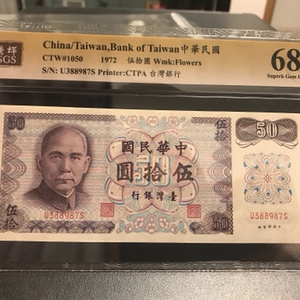 China/Taiwan,Bank of Taiwan中華民國
CTW#1050 1972 伍拾圓 Wmk:Flowers
S/N: U388987S Printer:CTPA 台灣銀行
68
Superb Gem
SGS
50
伍拾
50
國民華中
圓拾伍
行銀灣臺
U388987S
U388987S
伍拾
50